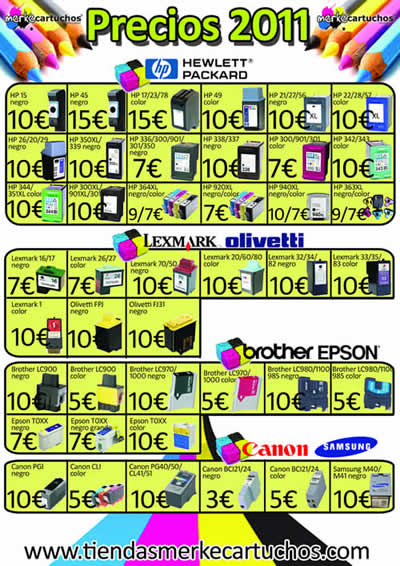 merkecartuchos
Precios 2011
merkecartuchos
hp HEWLETT®
PACKARD
HP 15
negro
10€
HP 45
negro
15€
HP 17/23/78
color
15€
HP 49
color
10€
HP 21/27/56
negro
XL
10€
HP 22/28/57
color
XL
10€
HP 26/20/29
negro
10€
HP 350XL/
339 negro
10€
HP 336/300/901/
301/350
negro
7€
HP 338/337
negro
10€
HP 300/901/301
color
7€
HP 342/343
color
10€
HP 344/
351XL color
10€
HP 300XL/
901XL/301
10€
HP 364XL
negro/color
9/7€
HP 920XL
negro/color
7€
HP 940XL
negro/color
10/7€
HP 363XL
negro/color
9/7€
LEXMARK olivetti
Lexmark 16/17
negro
7€
Lexmark 26/27
color
7€
Lexmark 70/50
negro
10€
Lexmark 20/60/80
color
10€
Lexmark 32/34/
82 negro
10€
Lexmark 33/35/
83 color
10€
Lexmark 1
color
10€
Olivetti FPJ
negro
10€
Olivetti FJ31
negro
10€
brother EPSON®
Brother LC900
negro
10€
Brother LC900
color
5€
Brother LC970/
1000 negro
10€
Brother LC970/
1000 color
5€
Brother LC980/1100
985 negro
10€
Brother LC980/1100
985 color
5€
Epson T0XX
negro
7€
Epson T0XX
negro grande
7€
Epson T0XX
color
7€
Canon SAMSUNG
Canon PGI
negro
10€
Canon CLI
color
5€
Canon PG40/50/
CL41/51
10€
Canon BCI21/24
negro
3€
Canon BCI21/24
color
5€
Samsung M40/
M41 negro
10€
www.tiendasmerkecartuchos.com